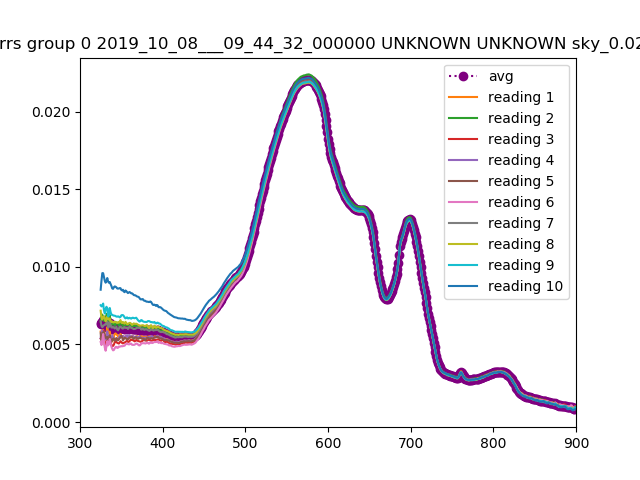 rrs group 0 2019_10_08___09_44_32_000000 UNKNOWN UNKNOWN sky_0.02
avg
reading 1
reading 2
reading 3
reading 4
reading 5
reading 6
reading 7
reading 8
reading 9
reading 10
0.020
0.015
0.010
0.005
0.000
300 400 500 600 700 800 900